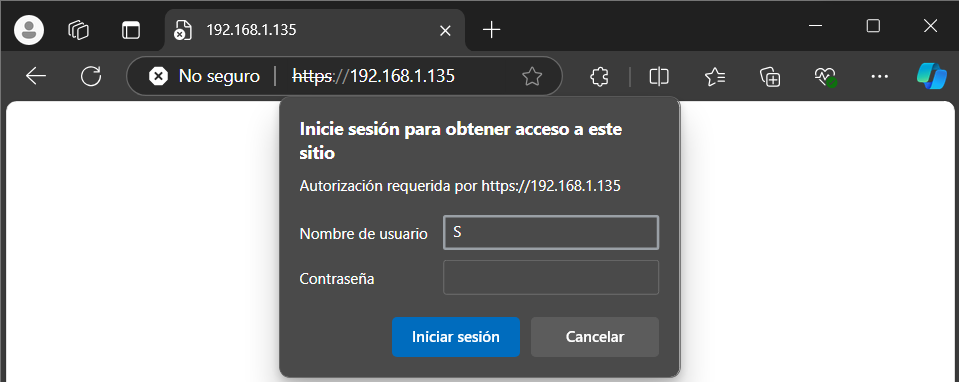 192.168.1.135
No seguro
https://192.168.1.135
Inicie sesión para obtener acceso a este
sitio
Autorización requerida por https://192.168.1.135
Nombre de usuario S
Contraseña
Iniciar sesión Cancelar